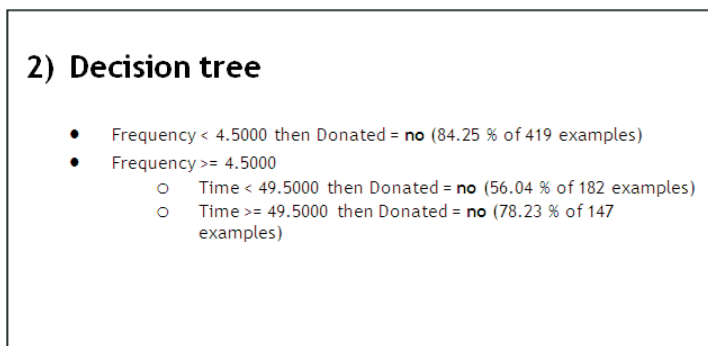 2) Decision tree
● Frequency < 4.5000 then Donated = no (84.25 % of 419 examples)
● Frequency >= 4.5000
○ Time < 49.5000 then Donated = no (56.04 % of 182 examples)
○ Time >= 49.5000 then Donated = no (78.23 % of 147
examples)